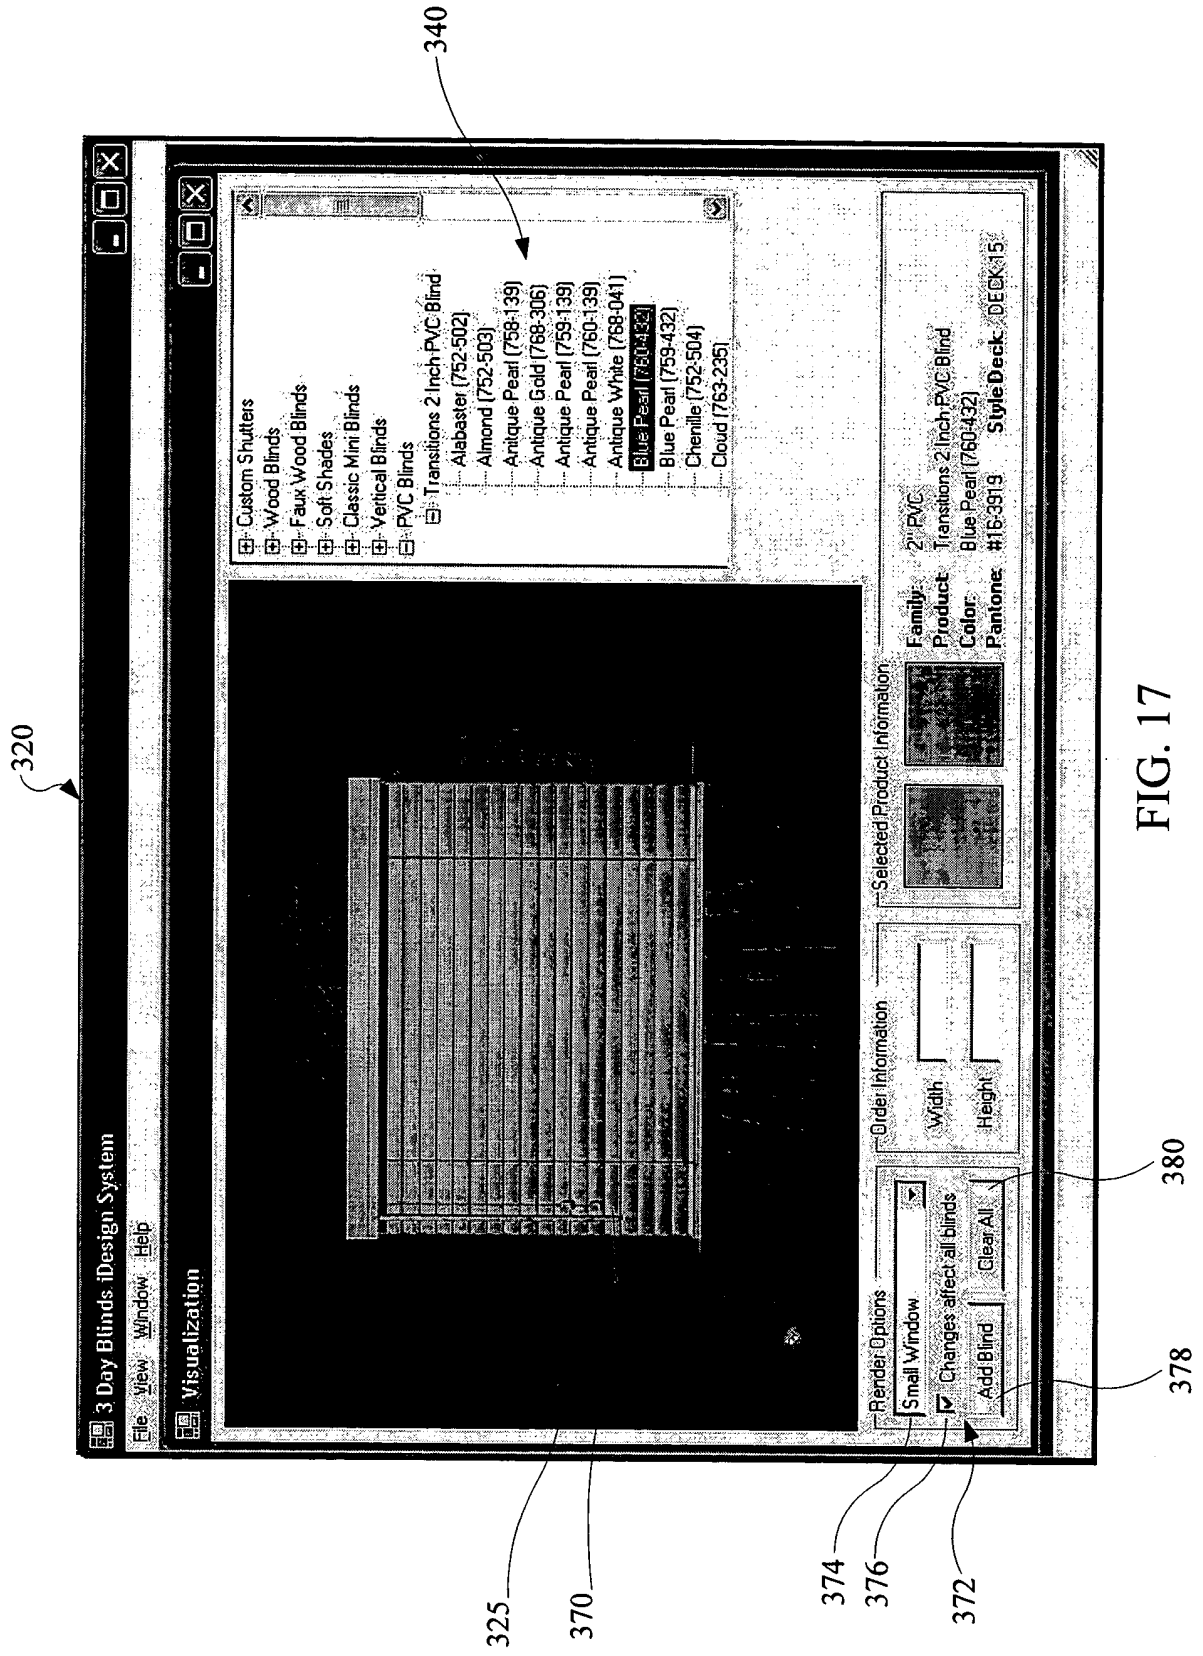 320
3 Day Blinds iDesign System
File View Window Help
Visualization
340
Custom Shutters
Wood Blinds
Faux Wood Blinds
Soft Shades
Classic Mini Blinds
Vertical Blinds
PVC Blinds
Transitions 2 Inch PVC Blind
Alabaster (752-502)
Almond (752-503)
Antique Pearl (758-139)
Antique Gold (768-306)
Antique Pearl (759-139)
Antique Pearl (760-139)
Antique White (768-041)
Blue Pearl (760-432)
Blue Pearl (759-432)
Chenille (752-504)
Cloud (763-235)
325
370
Render Options
Small Window
Changes affect all blinds
Add Blind Clear All
Order Information
Width
Height
Selected Product Information
Family: 2" PVC
Product: Transitions 2 Inch PVC Blind
Color: Blue Pearl (760-432)
Pantone: #16-3919 Style Deck: DECK 15
374
376
372
378
380
FIG. 17